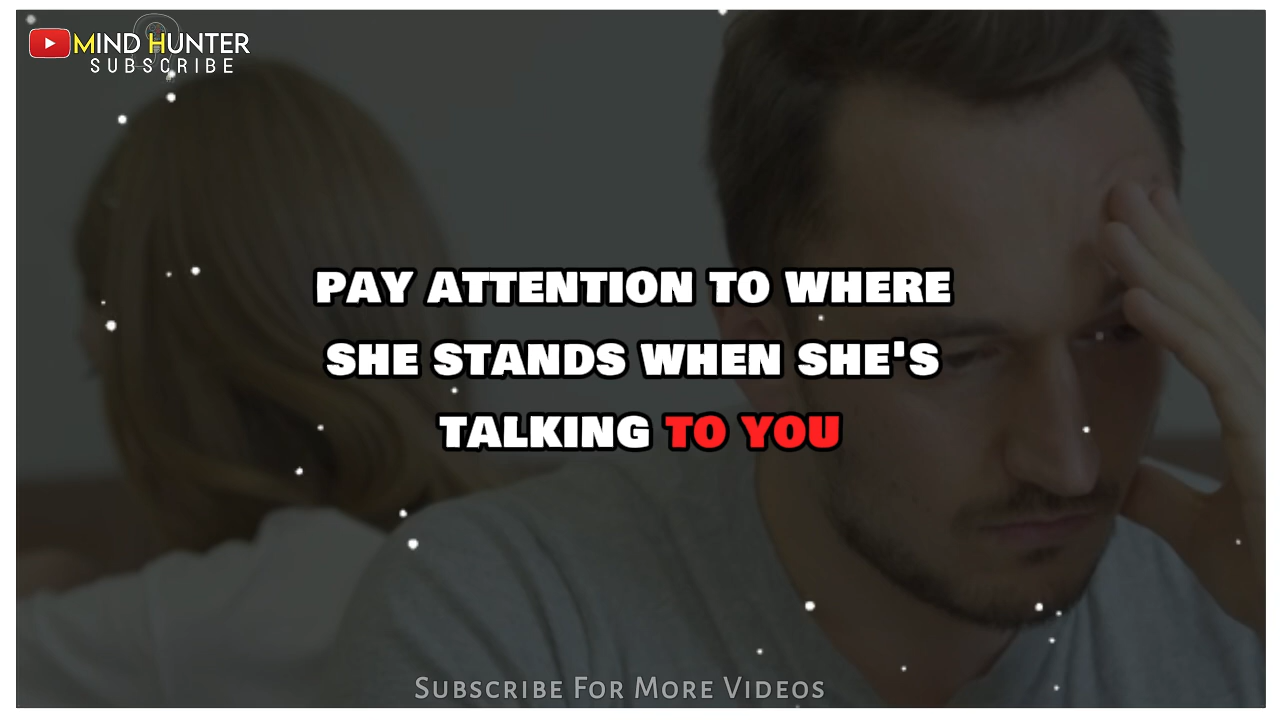 MIND HUNTER
SUBSCRIBE
PAY ATTENTION TO WHERE
SHE STANDS WHEN SHE'S
TALKING TO YOU
SUBSCRIBE FOR MORE VIDEOS